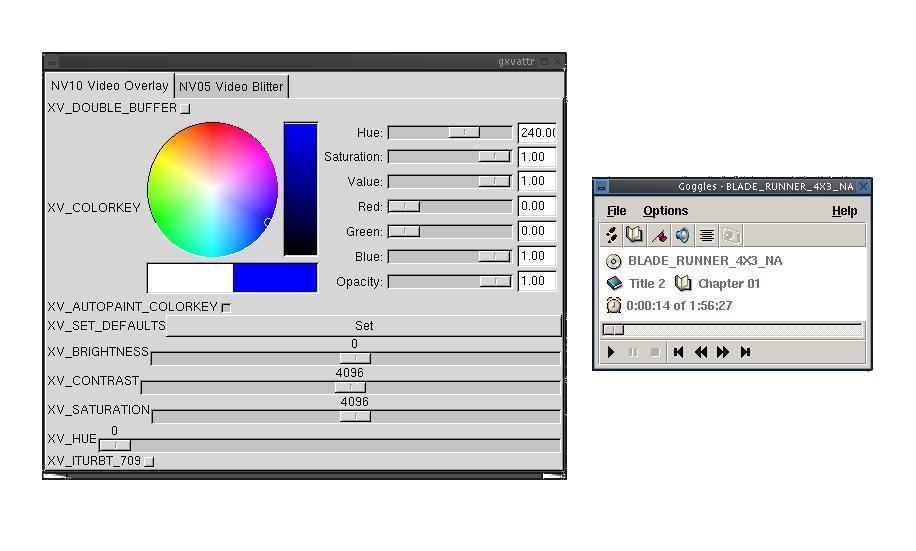 gxvattr
NV10 Video Overlay NV05 Video Blitter
XV_DOUBLE_BUFFER
XV_COLORKEY
Hue: 240.00
Saturation: 1.00
Value: 1.00
Red: 0.00
Green: 0.00
Blue: 1.00
Opacity: 1.00
XV_AUTOPAINT_COLORKEY
XV_SET_DEFAULTS Set
0
XV_BRIGHTNESS
4096
XV_CONTRAST
4096
XV_SATURATION
0
XV_HUE
XV_ITURBT_709
Goggles - BLADE_RUNNER_4X3_NA
File Options Help
BLADE_RUNNER_4X3_NA
Title 2 Chapter 01
0:00:14 of 1:56:27